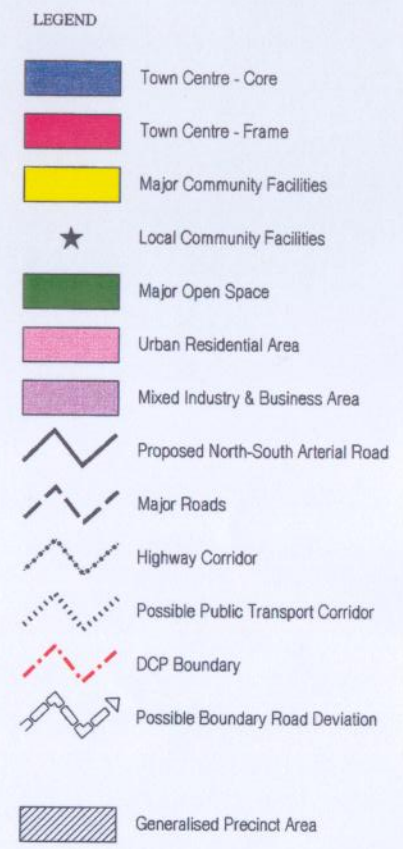 LEGEND
Town Centre - Core
Town Centre - Frame
Major Community Facilities
Local Community Facilities
Major Open Space
Urban Residential Area
Mixed Industry & Business Area
Proposed North-South Arterial Road
Major Roads
Highway Corridor
Possible Public Transport Corridor
DCP Boundary
Possible Boundary Road Deviation
Generalised Precinct Area